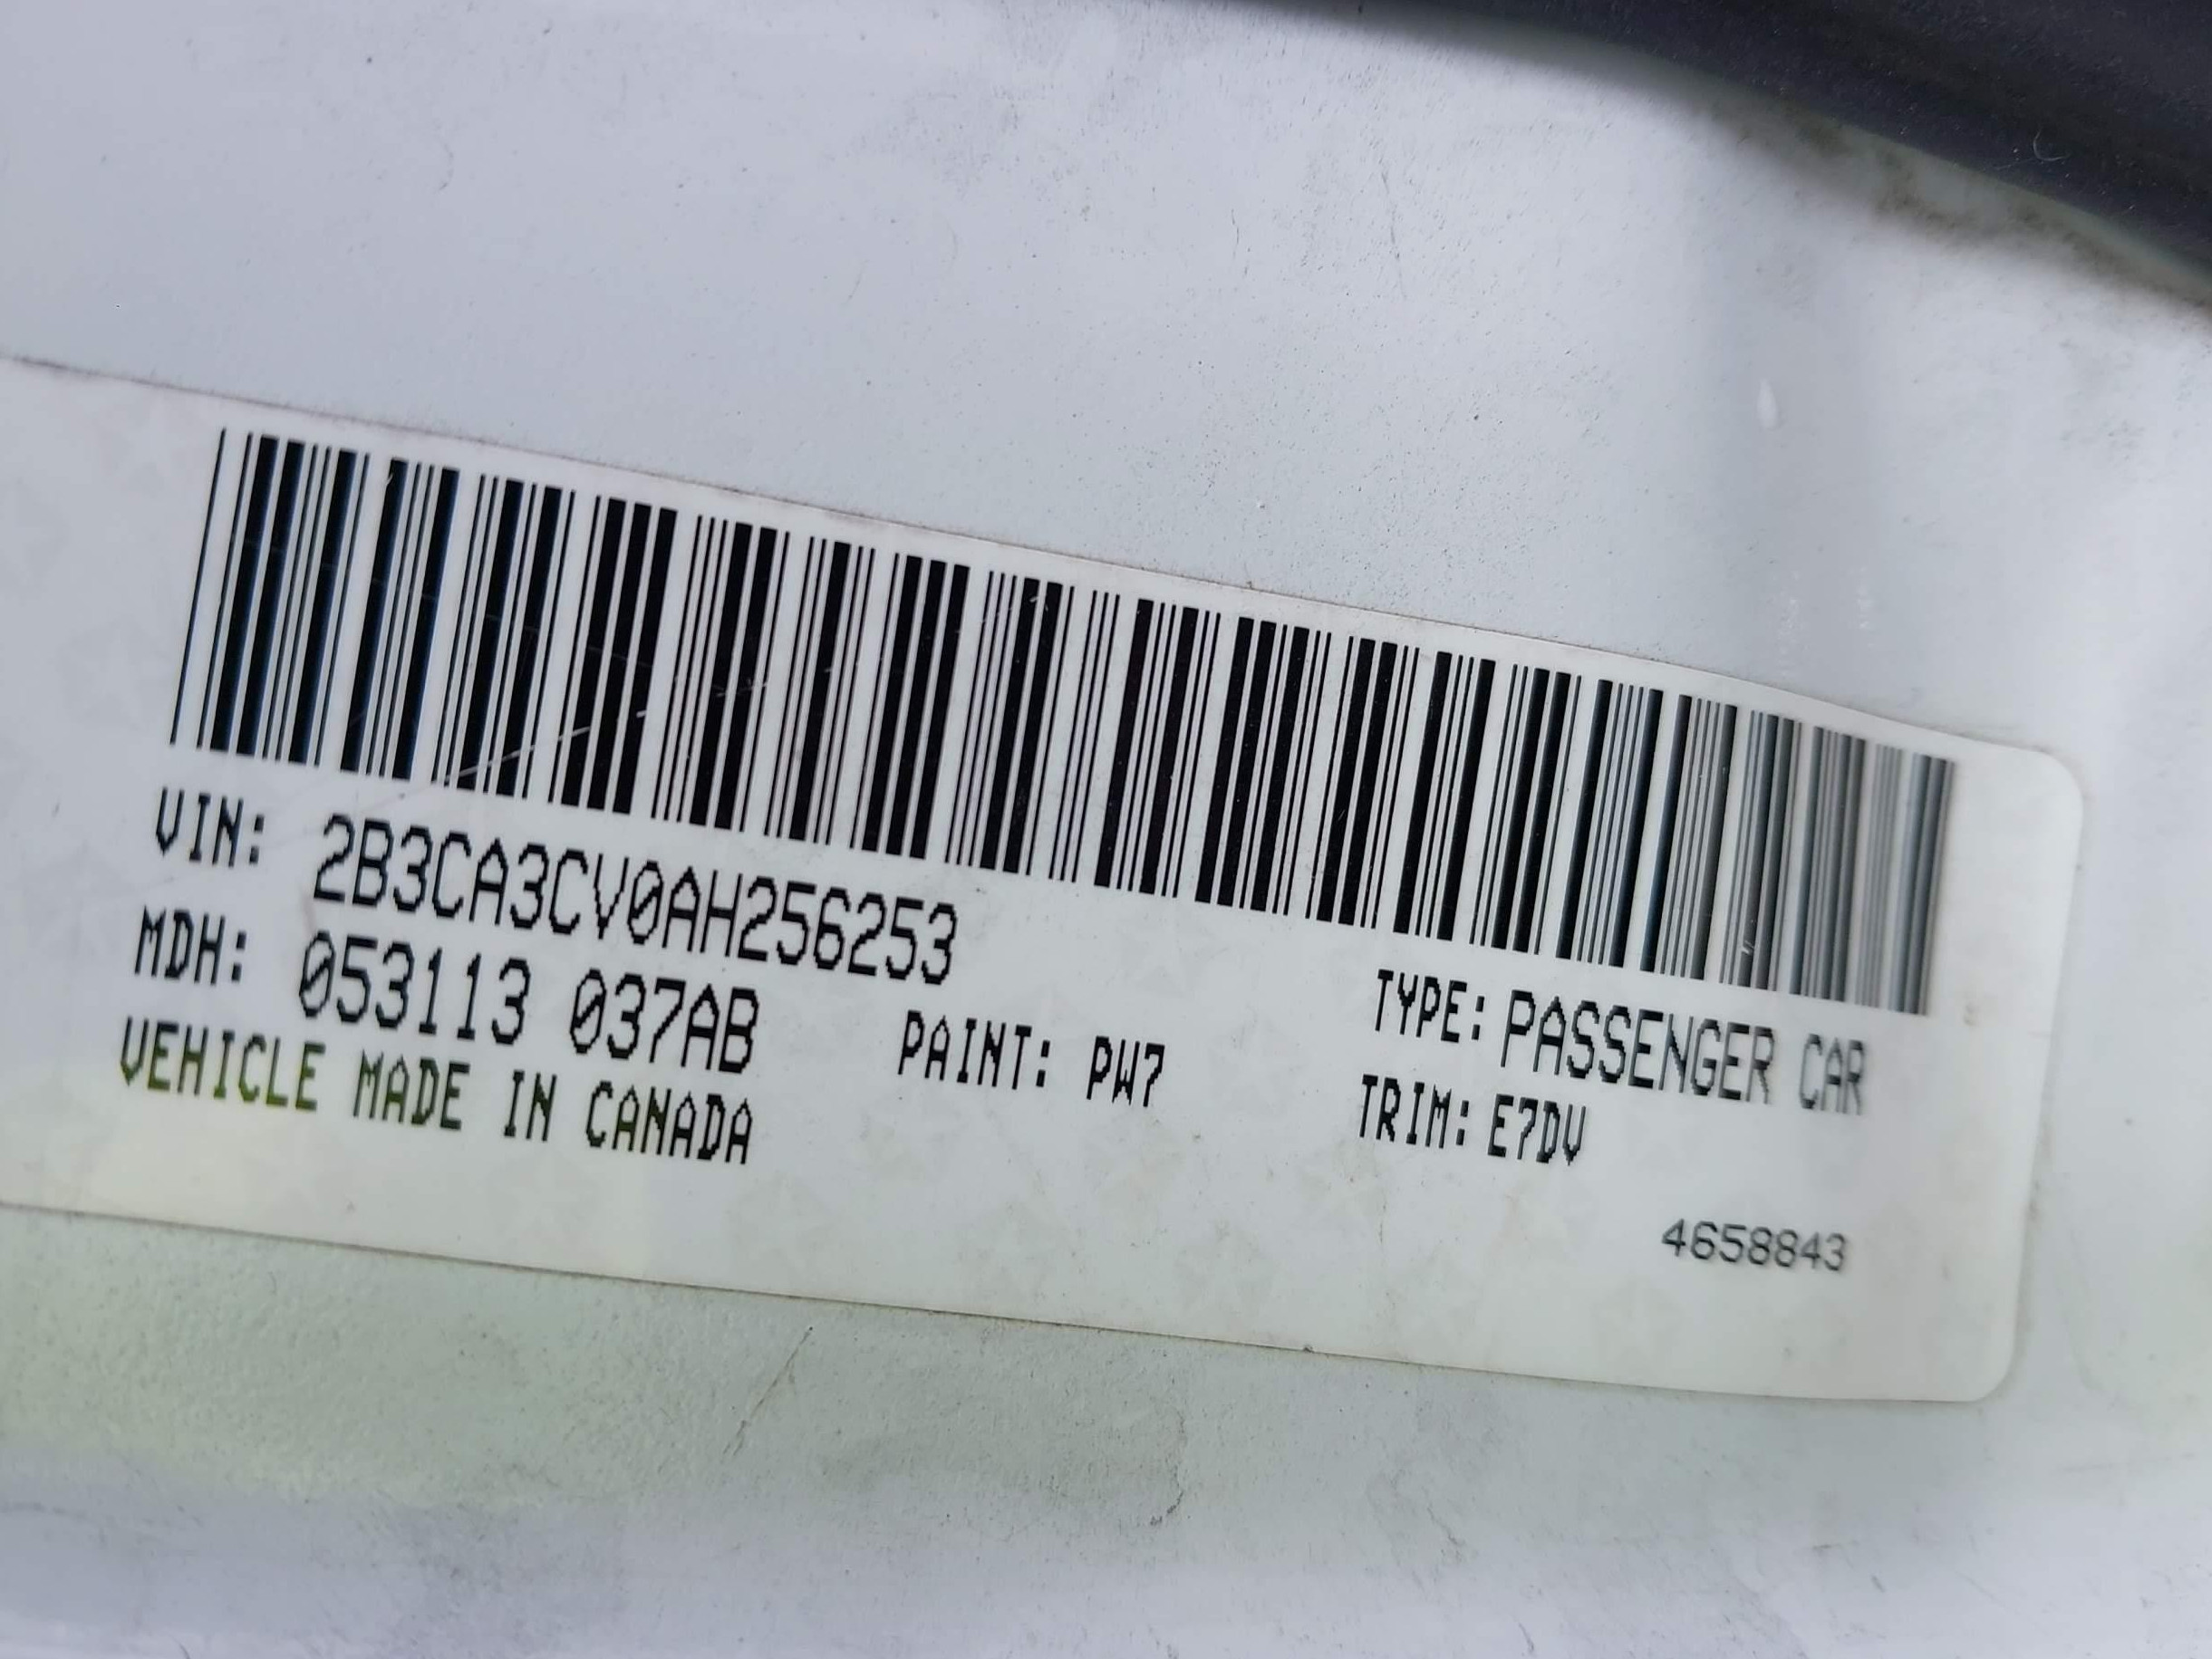 VIN: 2B3CA3CV0AH256253
TYPE: PASSENGER CAR
MDH: 053113 037AB
PAINT: PW7
TRIM: E7DV
VEHICLE MADE IN CANADA
4658843